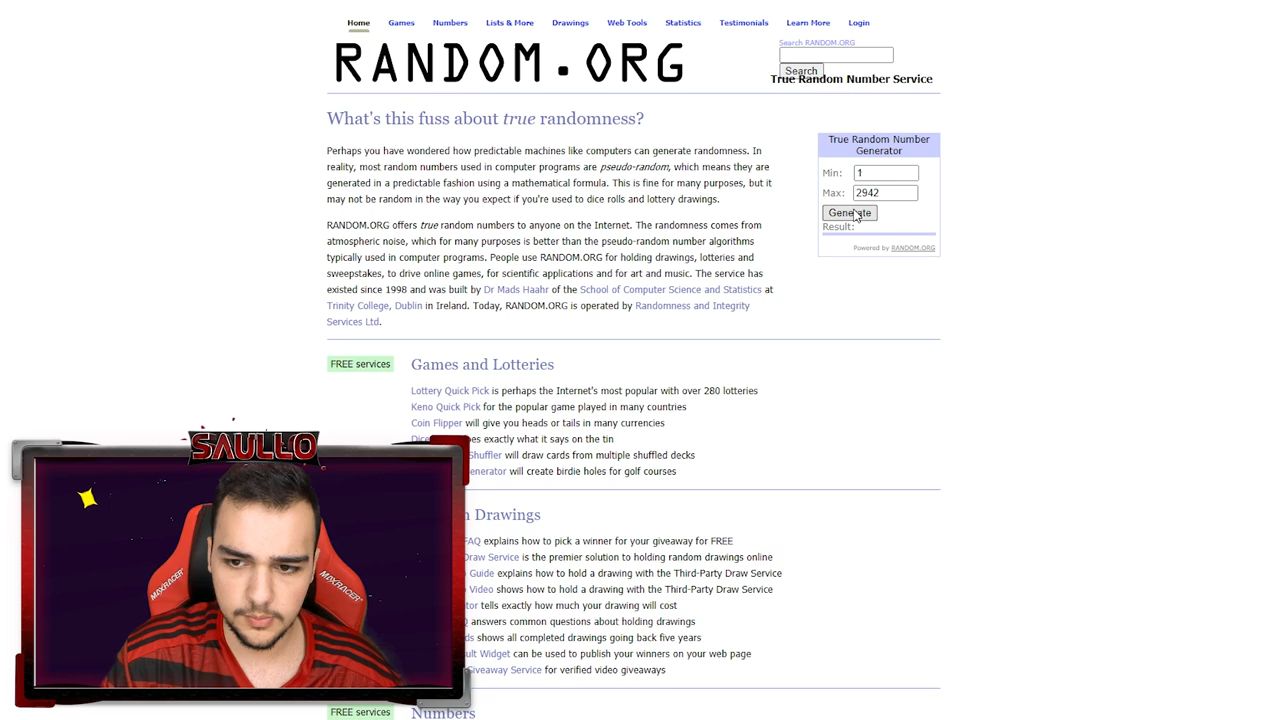 Home Games Numbers Lists & More Drawings Web Tools Statistics Testimonials Learn More Login
RANDOM.ORG
Search RANDOM.ORG
Search
True Random Number Service
What's this fuss about true randomness?
Perhaps you have wondered how predictable machines like computers can generate randomness. In
reality, most random numbers used in computer programs are pseudo-random, which means they are
generated in a predictable fashion using a mathematical formula. This is fine for many purposes, but it
may not be random in the way you expect if you're used to dice rolls and lottery drawings.
RANDOM.ORG offers true random numbers to anyone on the Internet. The randomness comes from
atmospheric noise, which for many purposes is better than the pseudo-random number algorithms
typically used in computer programs. People use RANDOM.ORG for holding drawings, lotteries and
sweepstakes, to drive online games, for scientific applications and for art and music. The service has
existed since 1998 and was built by Dr Mads Haahr of the School of Computer Science and Statistics at
Trinity College, Dublin in Ireland. Today, RANDOM.ORG is operated by Randomness and Integrity
Services Ltd.
True Random Number
Generator
Min: 1
Max: 2942
Generate
Result:
Powered by RANDOM.ORG
FREE services
Games and Lotteries
Lottery Quick Pick is perhaps the Internet's most popular with over 280 lotteries
Keno Quick Pick for the popular game played in many countries
Coin Flipper will give you heads or tails in many currencies
exactly what it says on the tin
Shuffler will draw cards from multiple shuffled decks
will create birdie holes for golf courses
Drawings
FAQ explains how to pick a winner for your giveaway for FREE
Draw Service is the premier solution to holding random drawings online
Guide explains how to hold a drawing with the Third-Party Draw Service
Video shows how to hold a drawing with the Third-Party Draw Service
tells exactly how much your drawing will cost
answers common questions about holding drawings
shows all completed drawings going back five years
Widget can be used to publish your winners on your web page
Giveaway Service for verified video giveaways
FREE services
Numbers
SAULLO
MAXRACER
MAXRACER